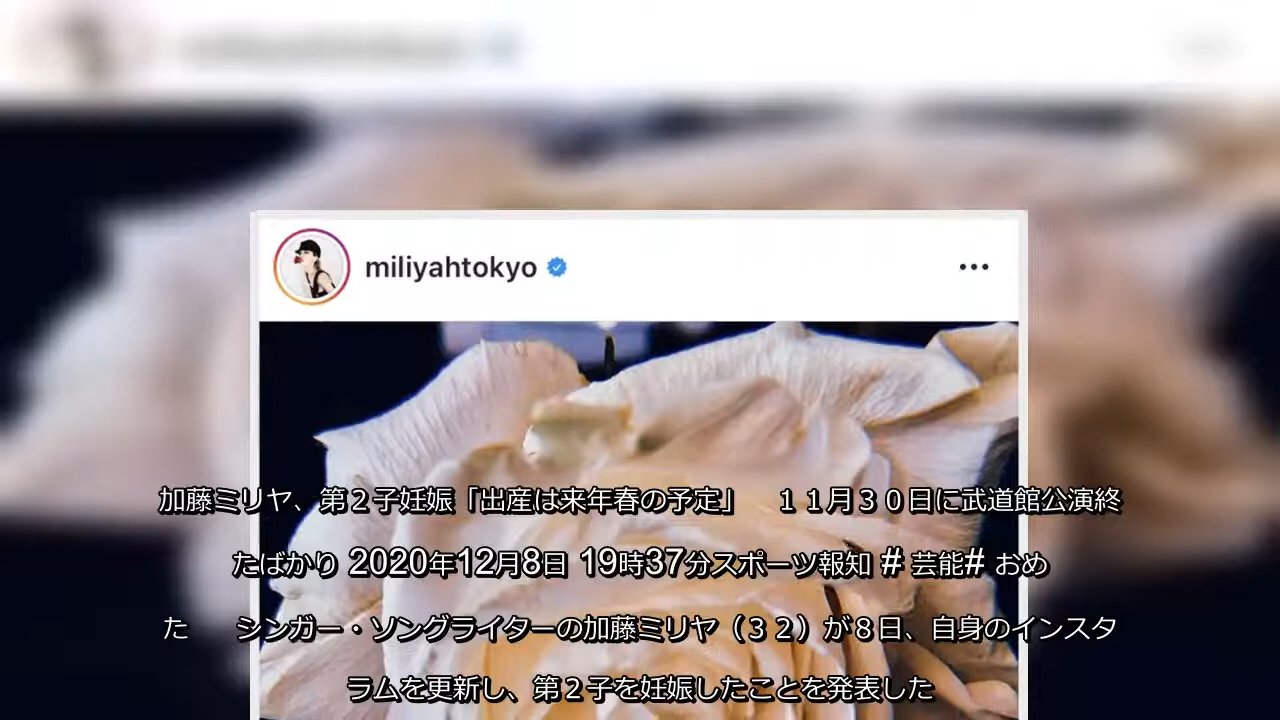 miliyahtokyo
加藤ミリヤ、第２子妊娠「出産は来年春の予定」　１１月３０日に武道館公演終
たばかり 2020年12月8日 19時37分スポーツ報知 # 芸能# おめ
た　シンガー・ソングライターの加藤ミリヤ（３２）が８日、自身のインスタ
ラムを更新し、第２子を妊娠したことを発表した